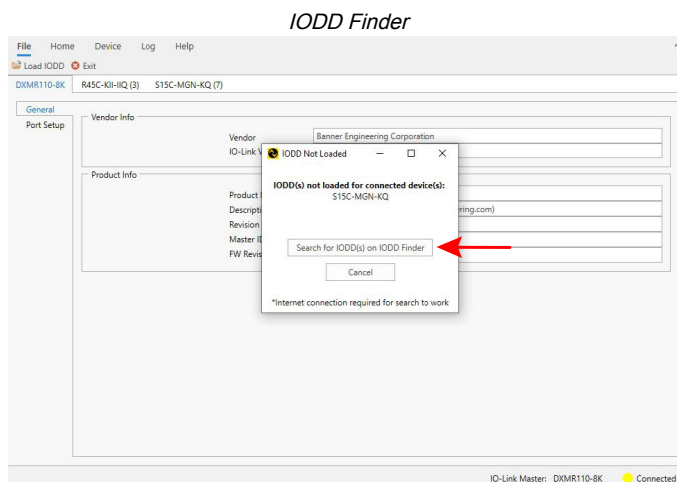 IODD Finder
File Home Device Log Help
Load IODD Exit
DXMR110-8K R45C-KII-IIQ (3) S15C-MGN-KQ (7)
General
Port Setup
Vendor Info
Vendor Banner Engineering Corporation
IO-Link V
Product Info
Product
Descripti ring.com)
Revision
Master ID
FW Revis
IODD Not Loaded
IODD(s) not loaded for connected device(s):
S15C-MGN-KQ
Search for IODD(s) on IODD Finder
Cancel
*Internet connection required for search to work
IO-Link Master: DXMR110-8K Connected